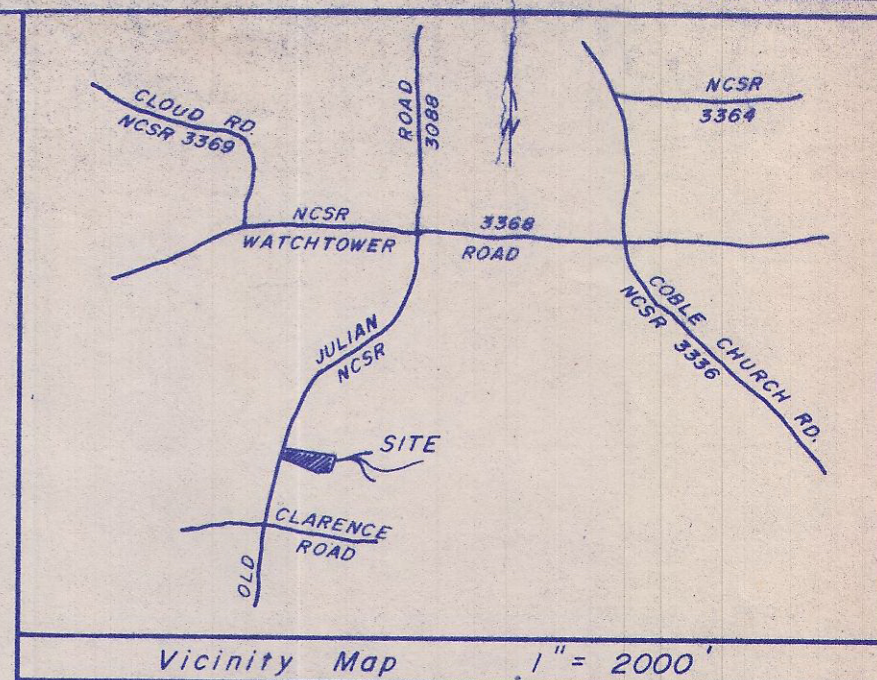 CLOUD RD.
NCSR 3369
ROAD
3088
N
NCSR
3364
NCSR
3368
WATCHTOWER
ROAD
JULIAN
NCSR
COBLE CHURCH RD.
NCSR 3336
SITE
CLARENCE
ROAD
OLD
Vicinity Map 1" = 2000'